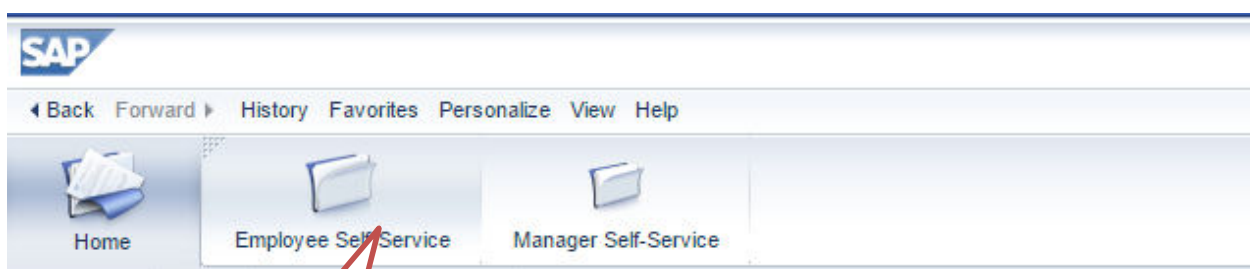 SAP
Back Forward History Favorites Personalize View Help
Home Employee Self-Service Manager Self-Service